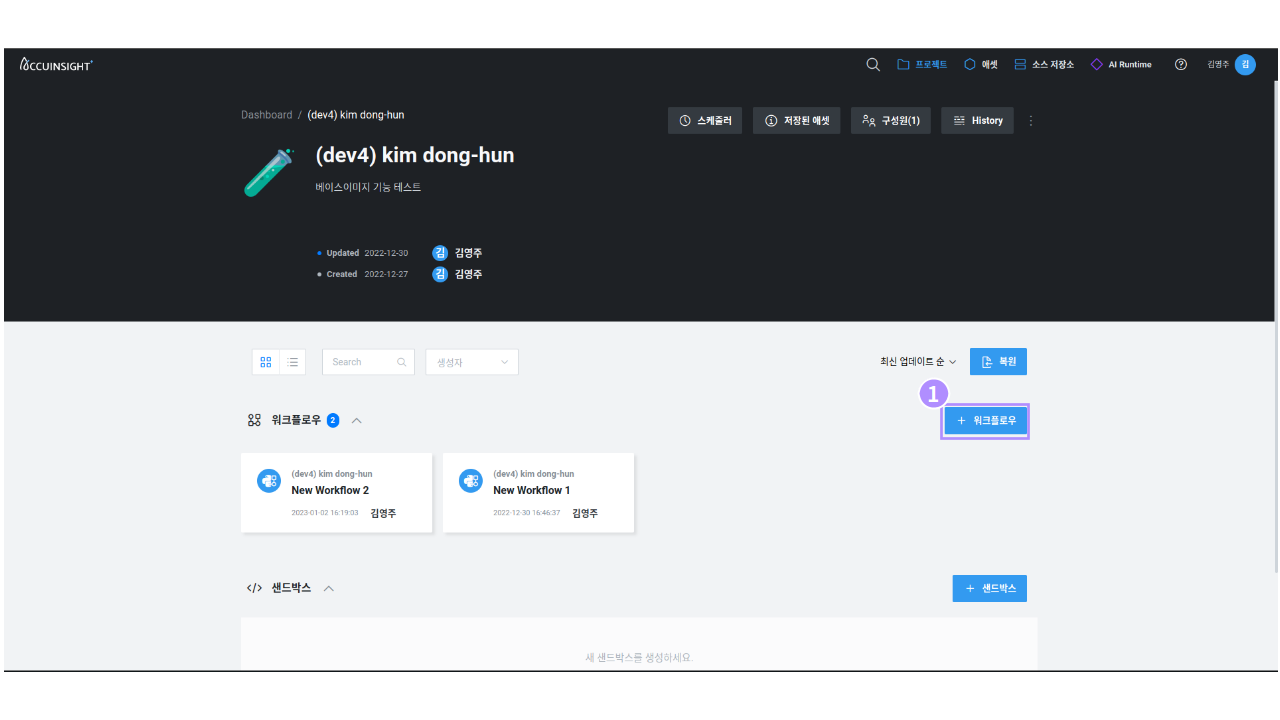 ACCUINSIGHT+
프로젝트 애셋 소스 저장소 AI Runtime 김영주 김
Dashboard / (dev4) kim dong-hun
스케줄러 저장된 애셋 구성원(1) History
(dev4) kim dong-hun
베이스이미지 기능 테스트
Updated 2022-12-30 김 김영주
Created 2022-12-27 김 김영주
Search 생성자 최신 업데이트 순 복원
1
워크플로우 2 + 워크플로우
(dev4) kim dong-hun
New Workflow 2
2023-01-02 16:19:03 김영주
(dev4) kim dong-hun
New Workflow 1
2022-12-30 16:46:37 김영주
</> 샌드박스 + 샌드박스
새 샌드박스를 생성하세요.